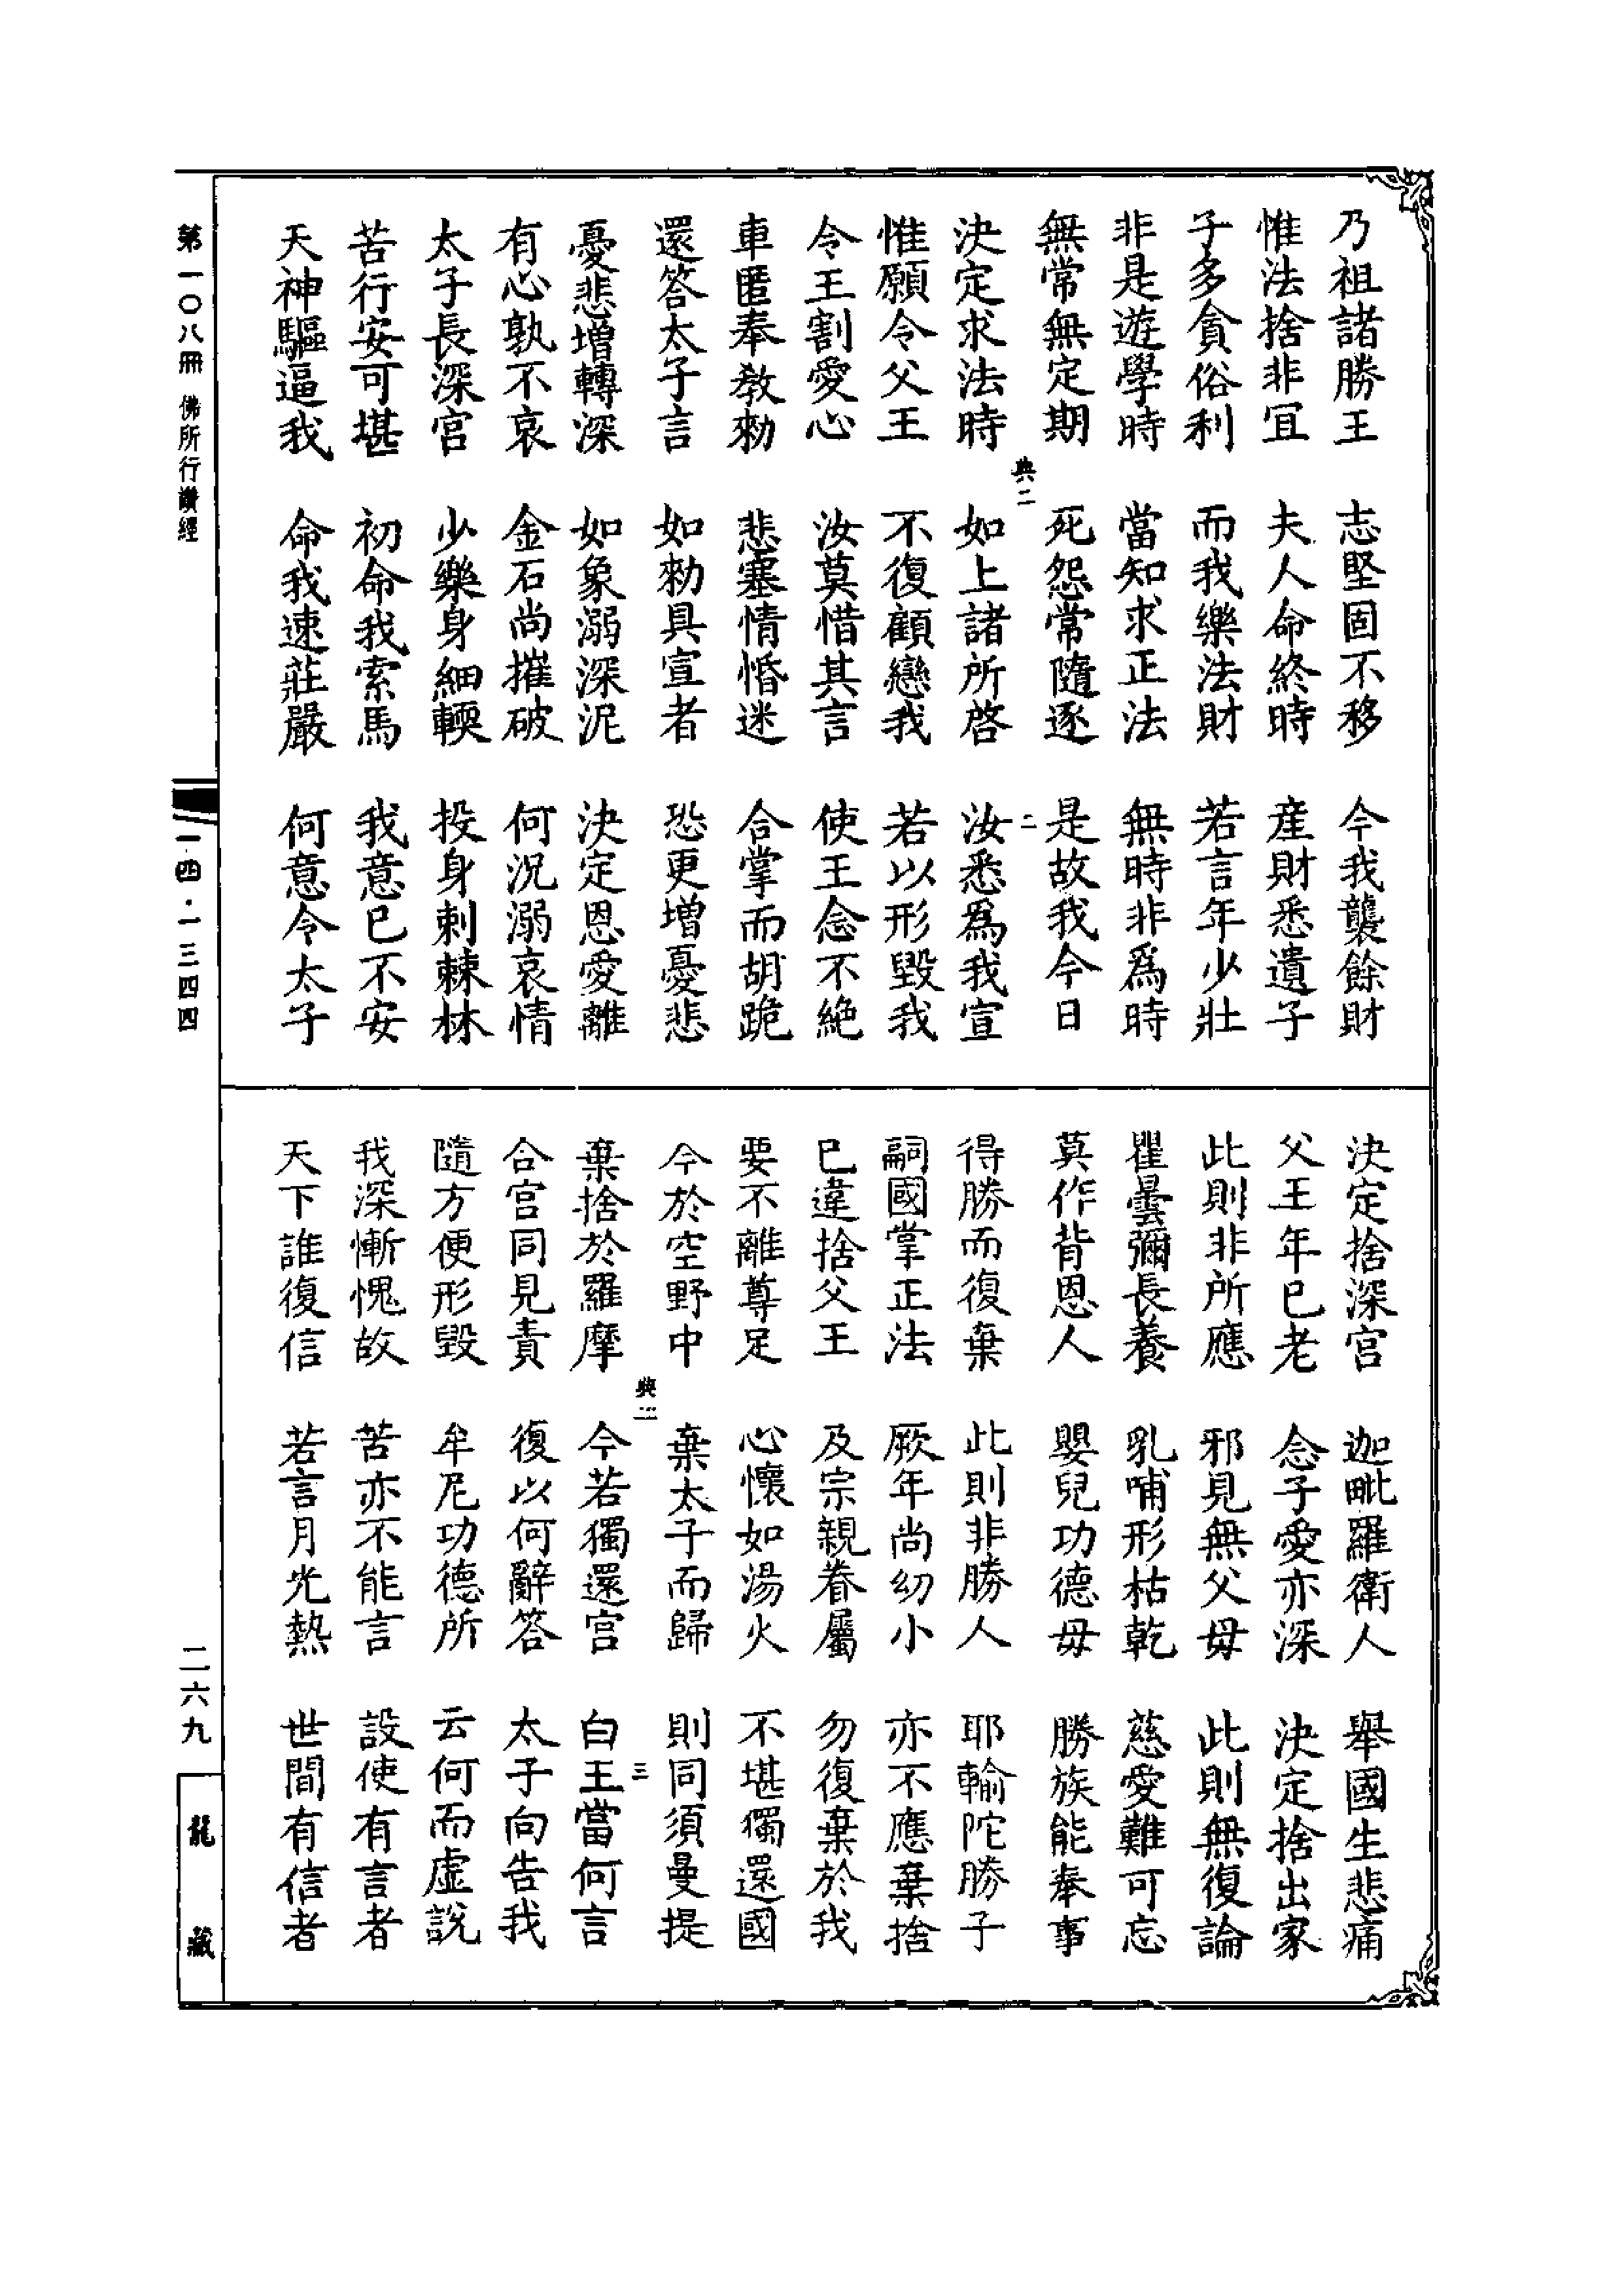 乃祖諸勝王　志堅固不移　今我襲餘財
惟法捨非宜　夫人命終時　産財悉遺子
子多貪俗利　而我樂法財　若言年少壯
非是遊學時　當知求正法　無時非爲時
無常無定期　死怨常隨逐　是故我今日
典二　二
決定求法時　如上諸所啓　汝悉爲我宣
惟願令父王　不復顧戀我　若以形毀我
令王割愛心　汝莫惜其言　使王念不絶
車匿奉教勑　悲塞情惛迷　合掌而胡跪
還答太子言　如勑具宣者　恐更增憂悲
憂悲增轉深　如象溺深泥　決定恩愛離
有心孰不哀　金石尚摧破　何況溺哀情
太子長深宮　少樂身細輭　投身刺棘林
苦行安可堪　初命我索馬　我意已不安
天神驅逼我　命我速莊嚴　何意令太子
決定捨深宮　迦毗羅衛人　舉國生悲痛
父王年已老　念子愛亦深　決定捨出家
此則非所應　邪見無父母　此則無復論
瞿曇彌長養　乳哺形枯乾　慈愛難可忘
莫作背恩人　嬰兒功德母　勝族能奉事
得勝而復棄　此則非勝人　耶輸陀勝子
嗣國掌正法　厥年尚幼小　亦不應棄捨
已違捨父王　及宗親眷屬　勿復棄於我
要不離尊足　心懷如湯火　不堪獨還國
今於空野中　棄太子而歸　則同須曼提
典二　三
棄捨於羅摩　今若獨還宮　白王當何言
合宮同見責　復以何辭答　太子向告我
隨方便形毀　牟尼功德所　云何而虛說
我深慚愧故　苦亦不能言　設使有言者
天下誰復信　若言月光熱　世間有信者
第一〇八冊　佛所行讚經
一四·一三四四
二六九
龍藏